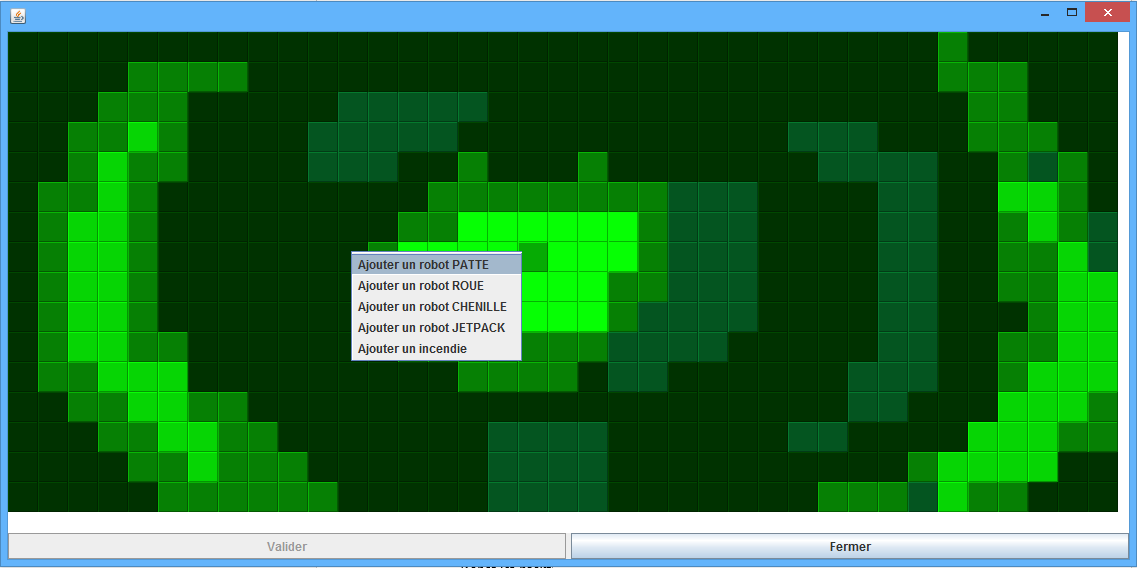 Ajouter un robot PATTE
Ajouter un robot ROUE
Ajouter un robot CHENILLE
Ajouter un robot JETPACK
Ajouter un incendie
Valider
Fermer